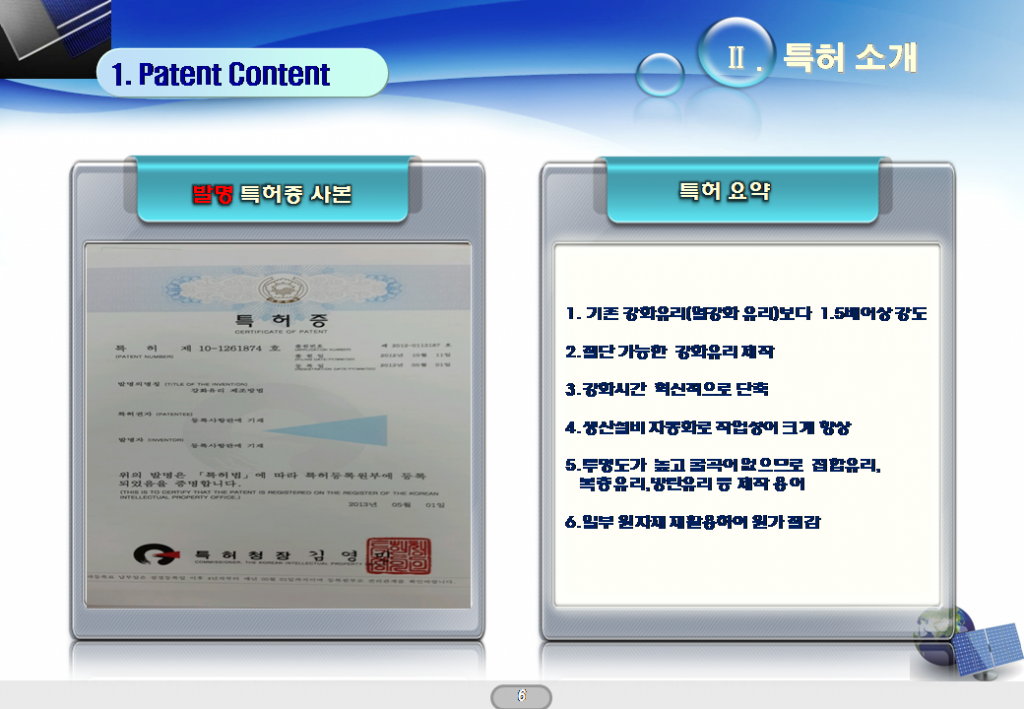 1. Patent Content
Ⅱ. 특허 소개
발명 특허증 사본
특허증
CERTIFICATE OF PATENT
특 허 제 10-1261874 호
(PATENT NUMBER)
제 2012-0113187 호
2012년 10월 11일
2013년 05월 01일
발명의명칭 (TITLE OF THE INVENTION)
강화유리 제조방법
특허권자 (PATENTEE)
등록사항란에 기재
발명자 (INVENTOR)
등록사항란에 기재
위의 발명은 「특허법」에 따라 특허등록원부에 등록
되었음을 증명합니다.
(THIS IS TO CERTIFY THAT THE PATENT IS REGISTERED ON THE REGISTER OF THE KOREAN
INTELLECTUAL PROPERTY OFFICE.)
2013년 05월 01일
특허청장 김영
COMMISSIONER, THE KOREAN INTELLECTUAL PROPERTY
특허 요약
1. 기존 강화유리(열강화 유리)보다 1.5배이상 강도
2.절단 가능한 강화유리 제작
3.강화시간 혁신적으로 단축
4.생산설비 자동화로 작업성이 크게 향상
5.투명도가 높고 굴곡이 없으므로 접합유리,
복층유리,방탄유리 등 제작 용이
6.일부 원자재 재활용하여 원가 절감
6